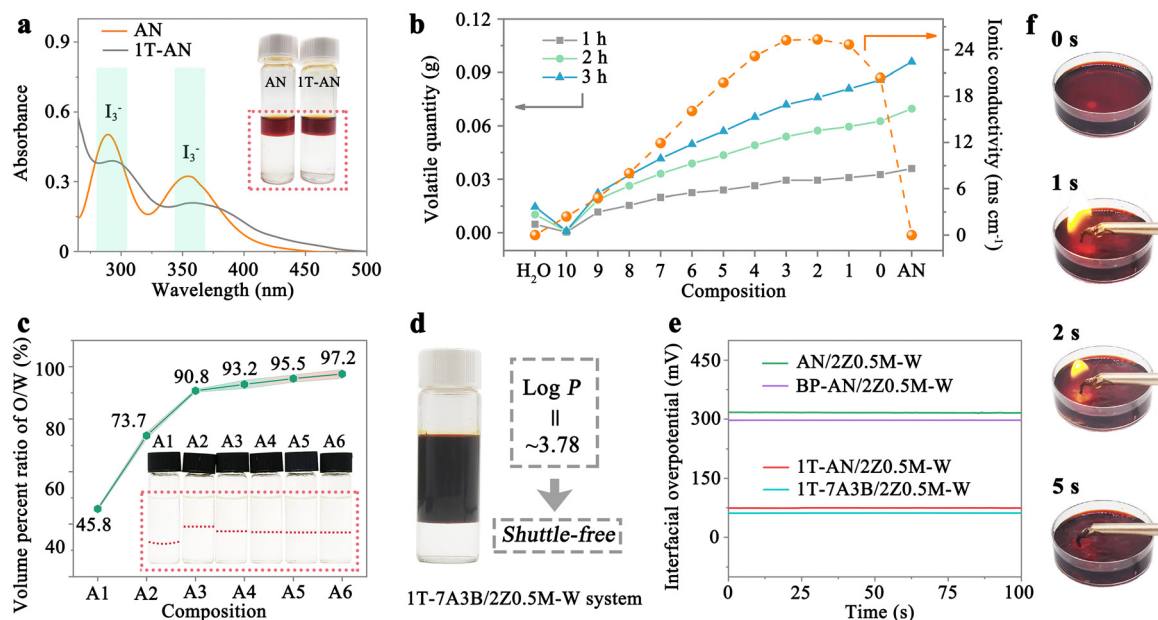 a
AN
1T-AN
I₃⁻
I₃⁻
AN
1T-AN
0.9
0.6
0.3
0
Absorbance
300
350
400
450
500
Wavelength (nm)
b
1 h
2 h
3 h
0.12
0.09
0.06
0.03
0.00
Volatile quantity (g)
24
18
12
6
0
Ionic conductivity (ms cm⁻¹)
H₂O
10
9
8
7
6
5
4
3
2
1
0
AN
Composition
c
100
80
60
40
Volume percent ratio of O/W (%)
45.8
73.7
90.8
93.2
95.5
97.2
A1
A2
A3
A4
A5
A6
A1
A2
A3
A4
A5
A6
Composition
d
Log P
=
~3.78
Shuttle-free
1T-7A3B/2Z0.5M-W system
e
AN/2Z0.5M-W
BP-AN/2Z0.5M-W
1T-AN/2Z0.5M-W
1T-7A3B/2Z0.5M-W
450
300
150
0
Interfacial overpotential (mV)
0
25
50
75
100
Time (s)
f
0 s
1 s
2 s
5 s